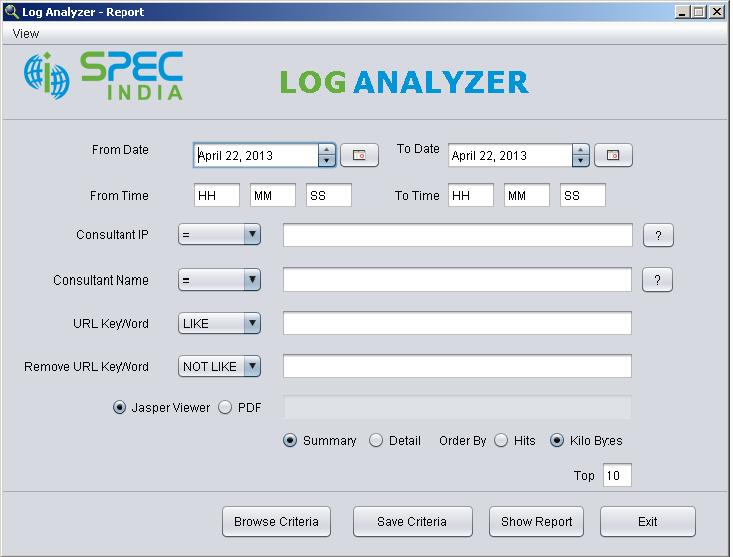 Log Analyzer - Report
View
SPEC INDIA
LOG ANALYZER
From Date April 22, 2013 To Date April 22, 2013
From Time HH MM SS To Time HH MM SS
Consultant IP = ?
Consultant Name = ?
URL KeyWord LIKE
Remove URL KeyWord NOT LIKE
Jasper Viewer PDF
Summary Detail Order By Hits Kilo Bytes
Top 10
Browse Criteria Save Criteria Show Report Exit